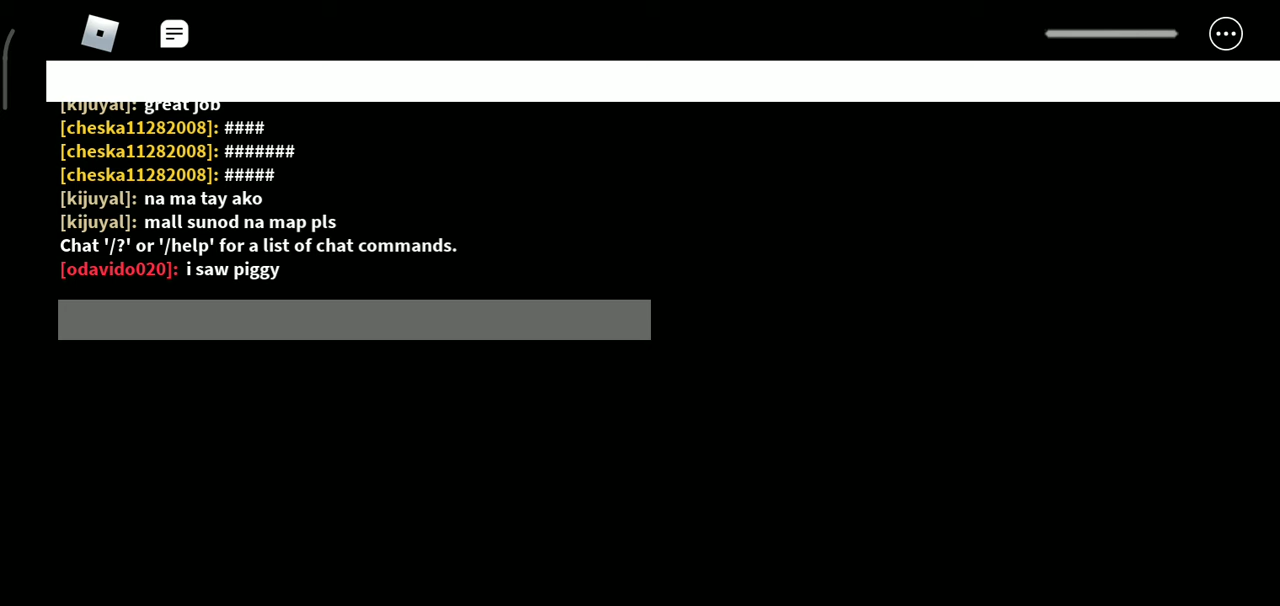 [kijuyal]: great job
[cheska11282008]: ####
[cheska11282008]: #######
[cheska11282008]: #####
[kijuyal]: na ma tay ako
[kijuyal]: mall sunod na map pls
Chat '/?' or '/help' for a list of chat commands.
[odavido020]: i saw piggy